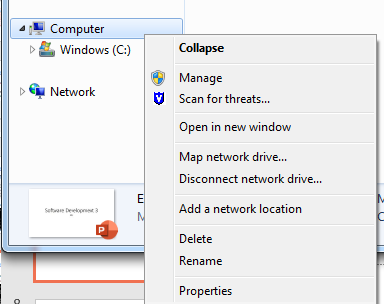 Computer
Windows (C:)
Network
Collapse
Manage
Scan for threats...
Open in new window
Map network drive...
Disconnect network drive...
Add a network location
Delete
Rename
Properties
Software Development 3